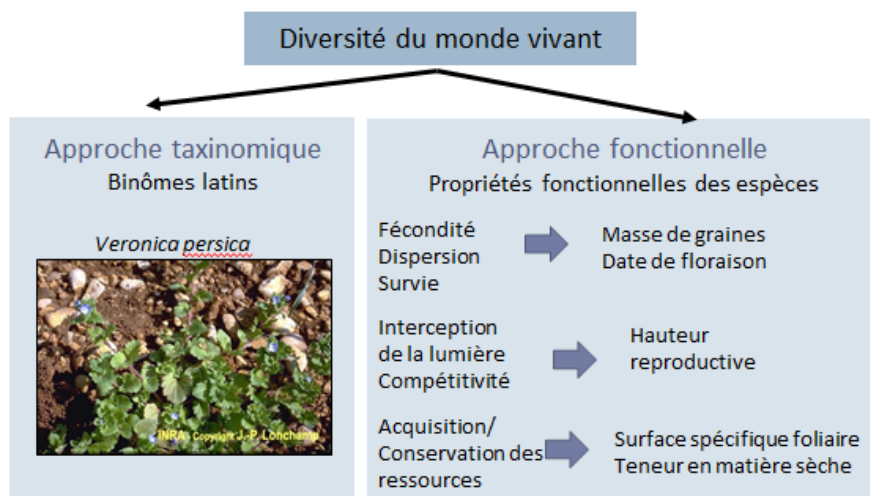 Diversité du monde vivant
Approche taxinomique
Binômes latins
Veronica persica
INRA Copyright J.-P. Lonchamp
Approche fonctionnelle
Propriétés fonctionnelles des espèces
Fécondité
Dispersion
Survie
Masse de graines
Date de floraison
Interception
de la lumière
Compétitivité
Hauteur
reproductive
Acquisition/
Conservation des
ressources
Surface spécifique foliaire
Teneur en matière sèche